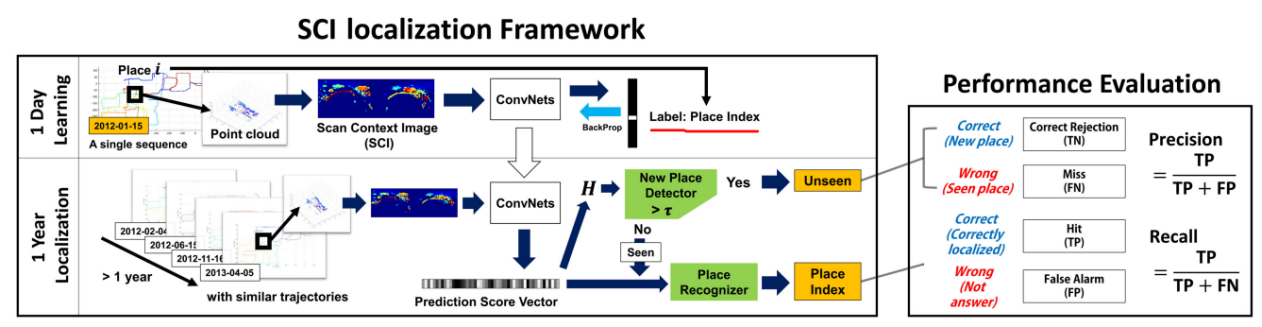 SCI localization Framework
1 Day
Learning
Place i
2012-01-15
A single sequence
Point cloud
Scan Context Image
(SCI)
ConvNets
BackProp
Label: Place Index
1 Year
Localization
2012-02-04
2012-06-15
2012-11-16
2013-04-05
> 1 year
with similar trajectories
ConvNets
Prediction Score Vector
H
New Place
Detector
> τ
Yes
No
Seen
Unseen
Place
Recognizer
Place
Index
Performance Evaluation
Correct
(New place)
Correct Rejection
(TN)
Wrong
(Seen place)
Miss
(FN)
Correct
(Correctly
localized)
Hit
(TP)
Wrong
(Not
answer)
False Alarm
(FP)
Precision
= TP
TP + FP
Recall
= TP
TP + FN